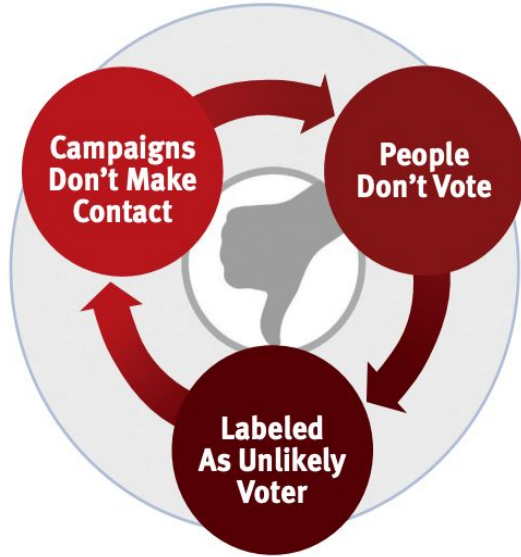 Campaigns
Don't Make
Contact
People
Don't Vote
Labeled
As Unlikely
Voter